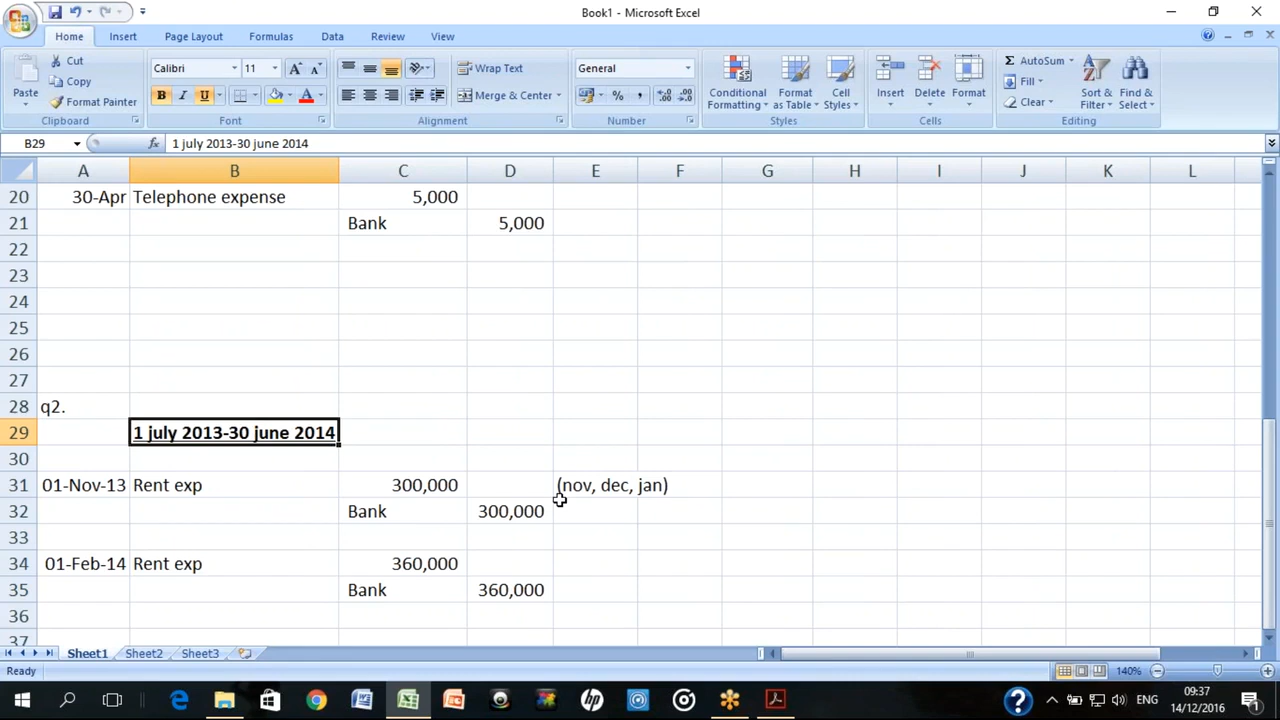 Book1 - Microsoft Excel
Home Insert Page Layout Formulas Data Review View
Cut
Copy
Format Painter
Paste
Clipboard
Calibri 11
B I U
Font
Wrap Text
Merge & Center
Alignment
General
Number
Conditional Formatting
Format as Table
Cell Styles
Styles
Insert Delete Format
Cells
AutoSum
Fill
Clear
Sort & Filter
Find & Select
Editing
B29 fx 1 july 2013-30 june 2014
A B C D E F G H I J K L
20 30-Apr Telephone expense 5,000
21 Bank 5,000
22
23
24
25
26
27
28 q2.
29 1 july 2013-30 june 2014
30
31 01-Nov-13 Rent exp 300,000 (nov, dec, jan)
32 Bank 300,000
33
34 01-Feb-14 Rent exp 360,000
35 Bank 360,000
36
37
Sheet1 Sheet2 Sheet3
Ready 140%
ENG 09:37
14/12/2016